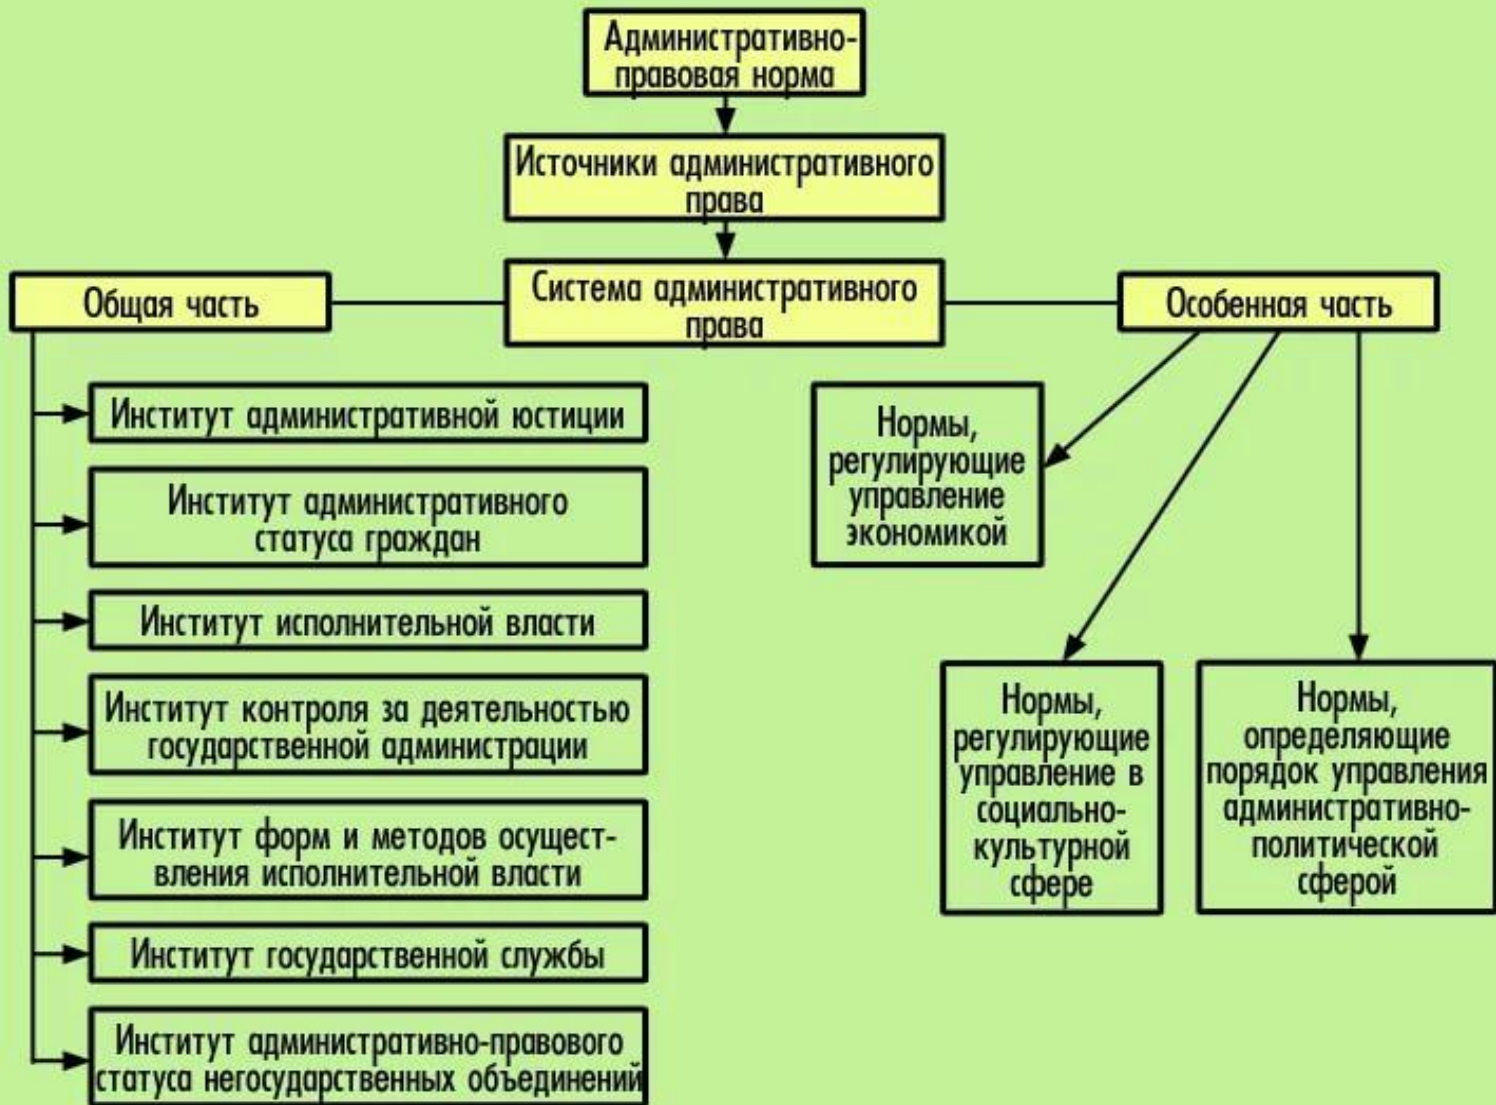 Административно-
правовая норма
Источники административного
права
Система административного
права
Общая часть
Особенная часть
Институт административной юстиции
Институт административного
статуса граждан
Институт исполнительной власти
Институт контроля за деятельностью
государственной администрации
Институт форм и методов осущест-
вления исполнительной власти
Институт государственной службы
Институт административно-правового
статуса негосударственных объединений
Нормы,
регулирующие
управление
экономикой
Нормы,
регулирующие
управление в
социально-
культурной
сфере
Нормы,
определяющие
порядок управления
административно-
политической
сферой